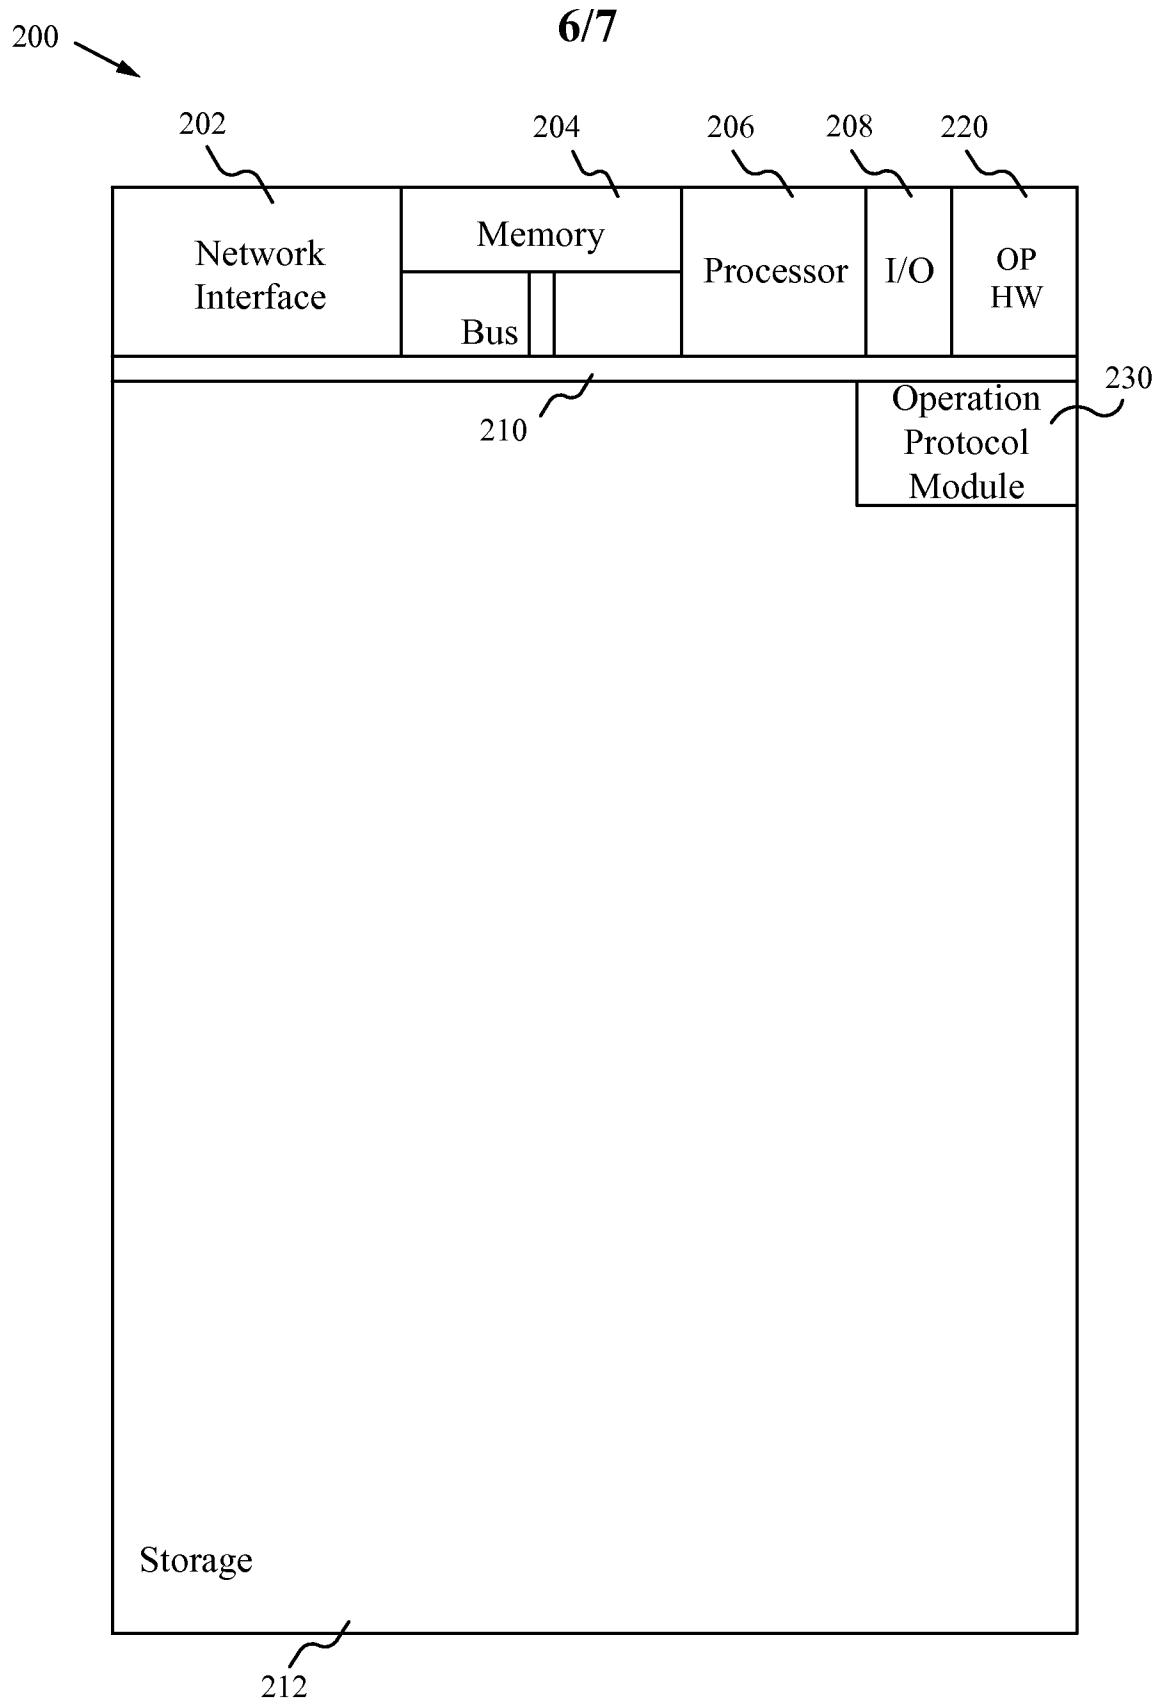 6/7
200
202
204
206
208
220
Network
Interface
Memory
Bus
Processor
I/O
OP
HW
210
230
Operation
Protocol
Module
Storage
212